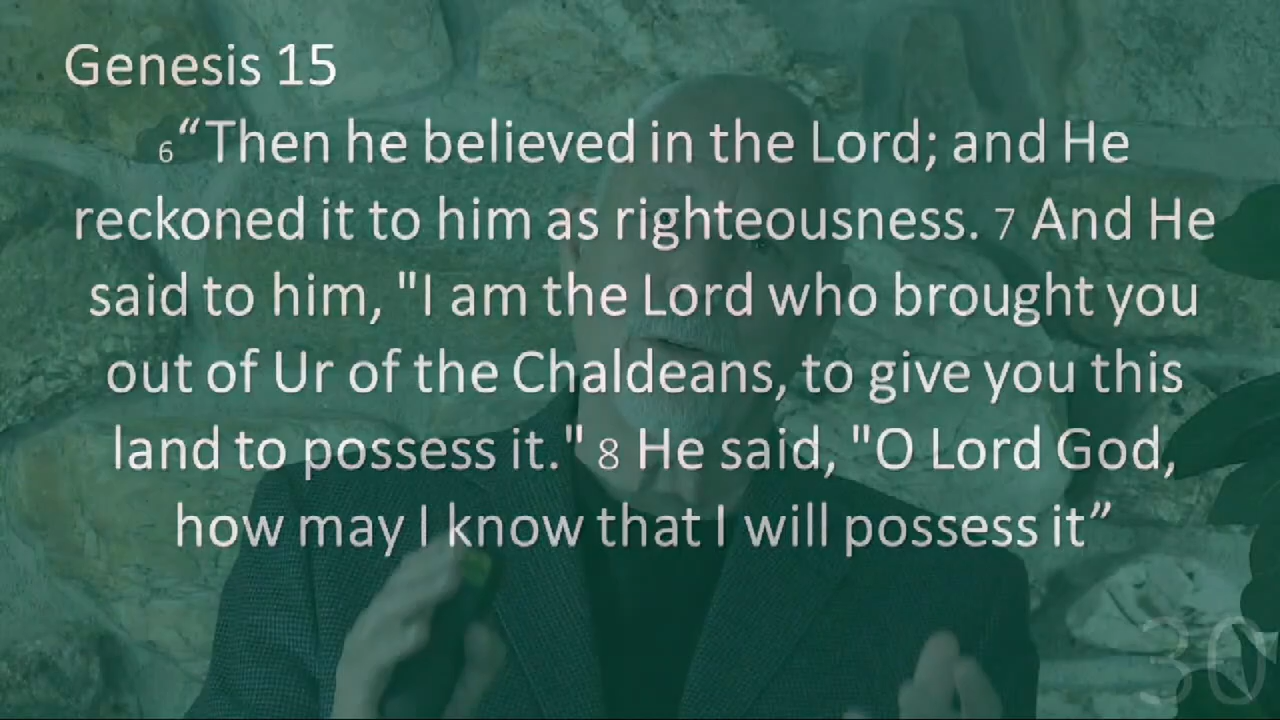 Genesis 15
6 “Then he believed in the Lord; and He
reckoned it to him as righteousness. 7 And He
said to him, "I am the Lord who brought you
out of Ur of the Chaldeans, to give you this
land to possess it." 8 He said, "O Lord God,
how may I know that I will possess it”
30